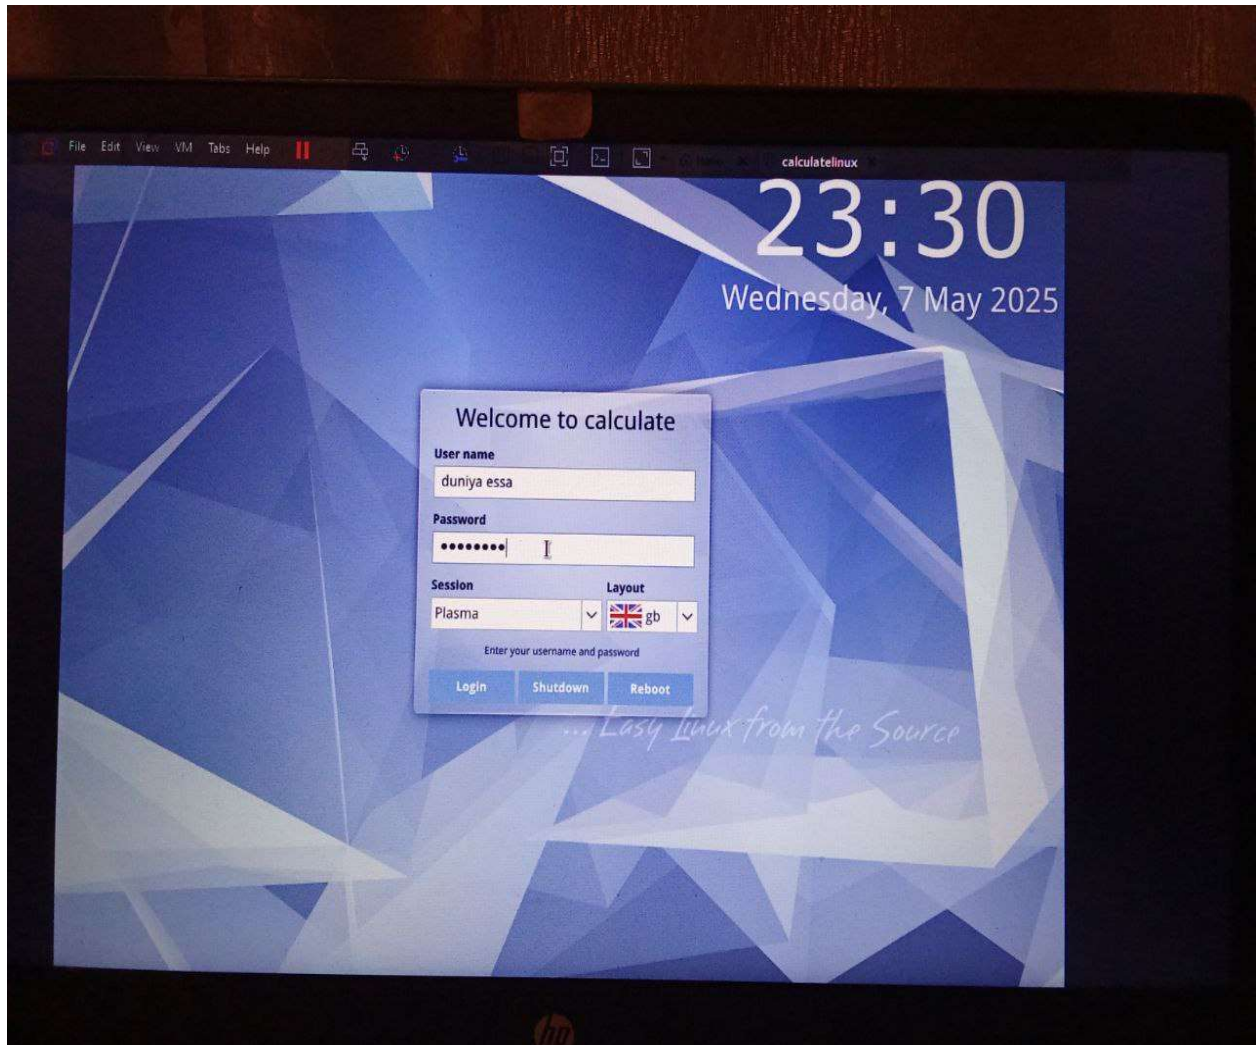 File Edit View VM Tabs Help
calculatelinux
23:30
Wednesday, 7 May 2025
Welcome to calculate
User name
duniya essa
Password
Session Layout
Plasma gb
Enter your username and password
Login Shutdown Reboot
... Easy Linux from the Source
hp